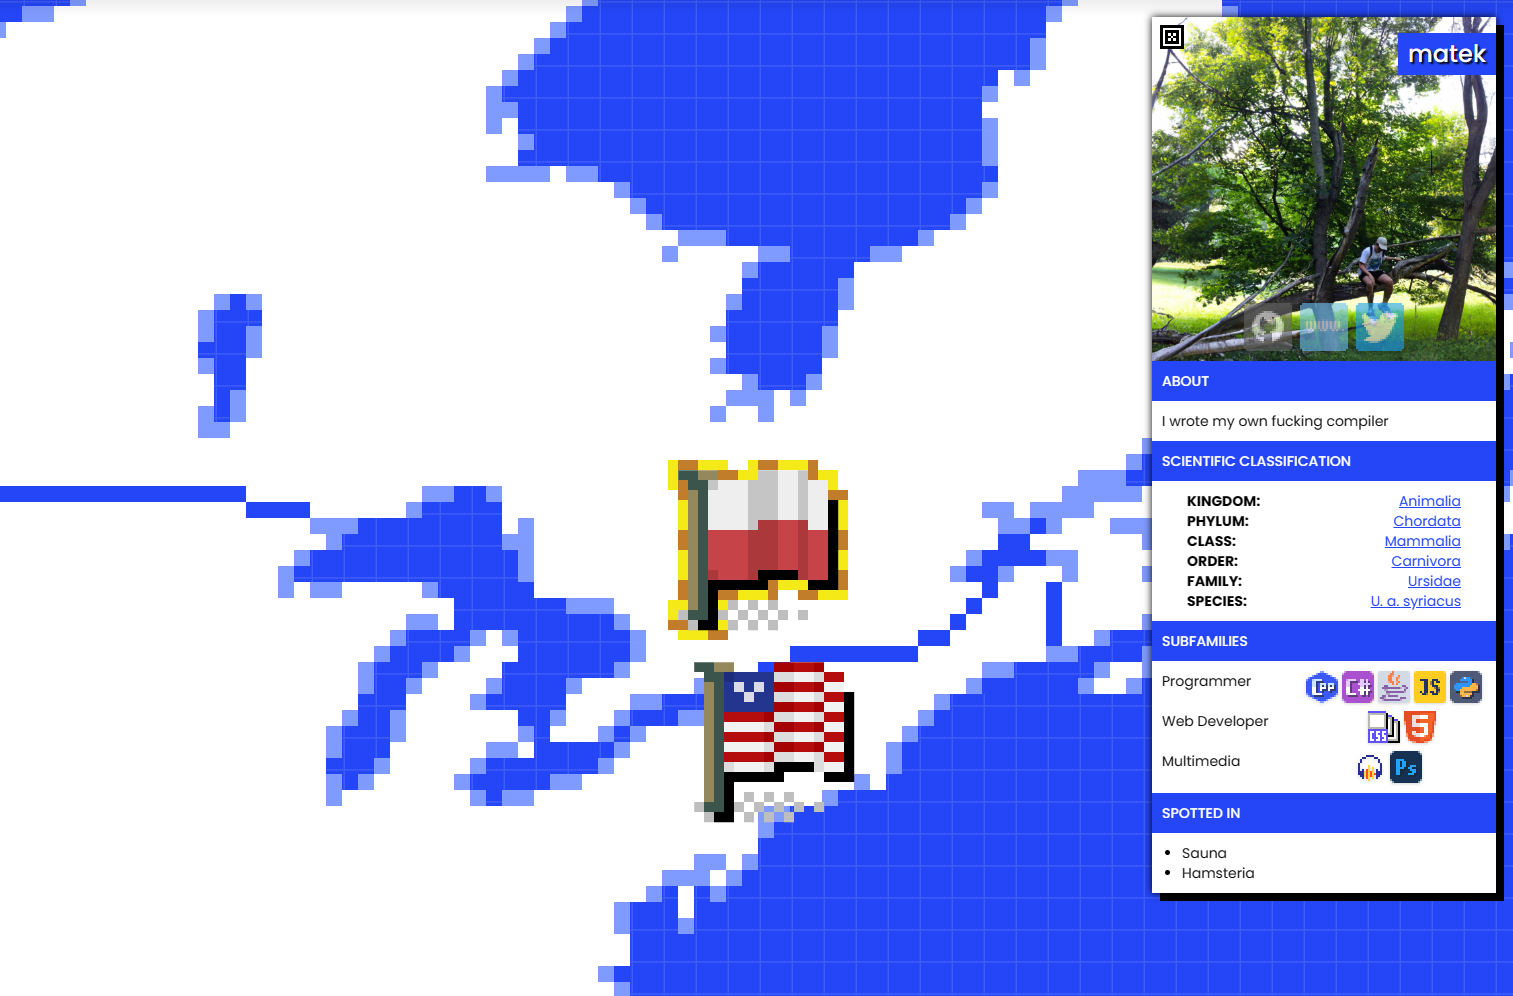 matek
www
ABOUT
I wrote my own fucking compiler
SCIENTIFIC CLASSIFICATION
KINGDOM: Animalia
PHYLUM: Chordata
CLASS: Mammalia
ORDER: Carnivora
FAMILY: Ursidae
SPECIES: U. a. syriacus
SUBFAMILIES
Programmer CPP C# JS
Web Developer CSS 5
Multimedia Ps
SPOTTED IN
Sauna
Hamsteria